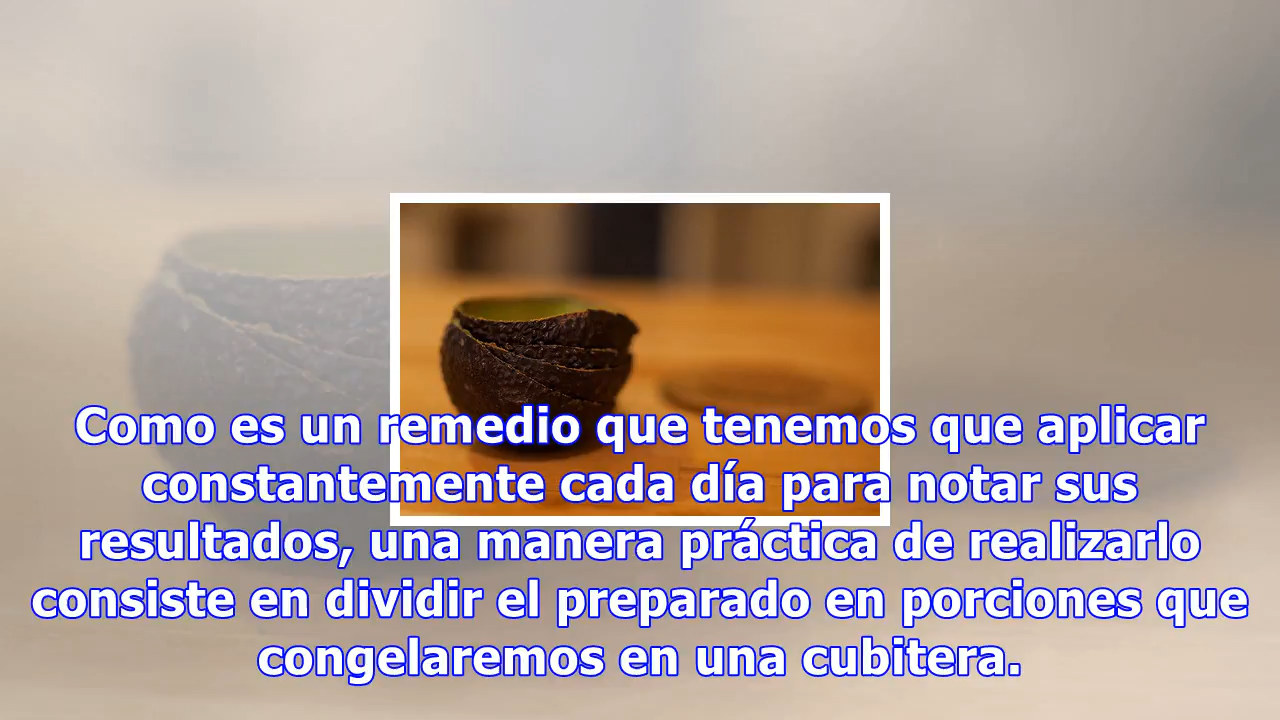 Como es un remedio que tenemos que aplicar
constantemente cada día para notar sus
resultados, una manera práctica de realizarlo
consiste en dividir el preparado en porciones que
congelaremos en una cubitera.